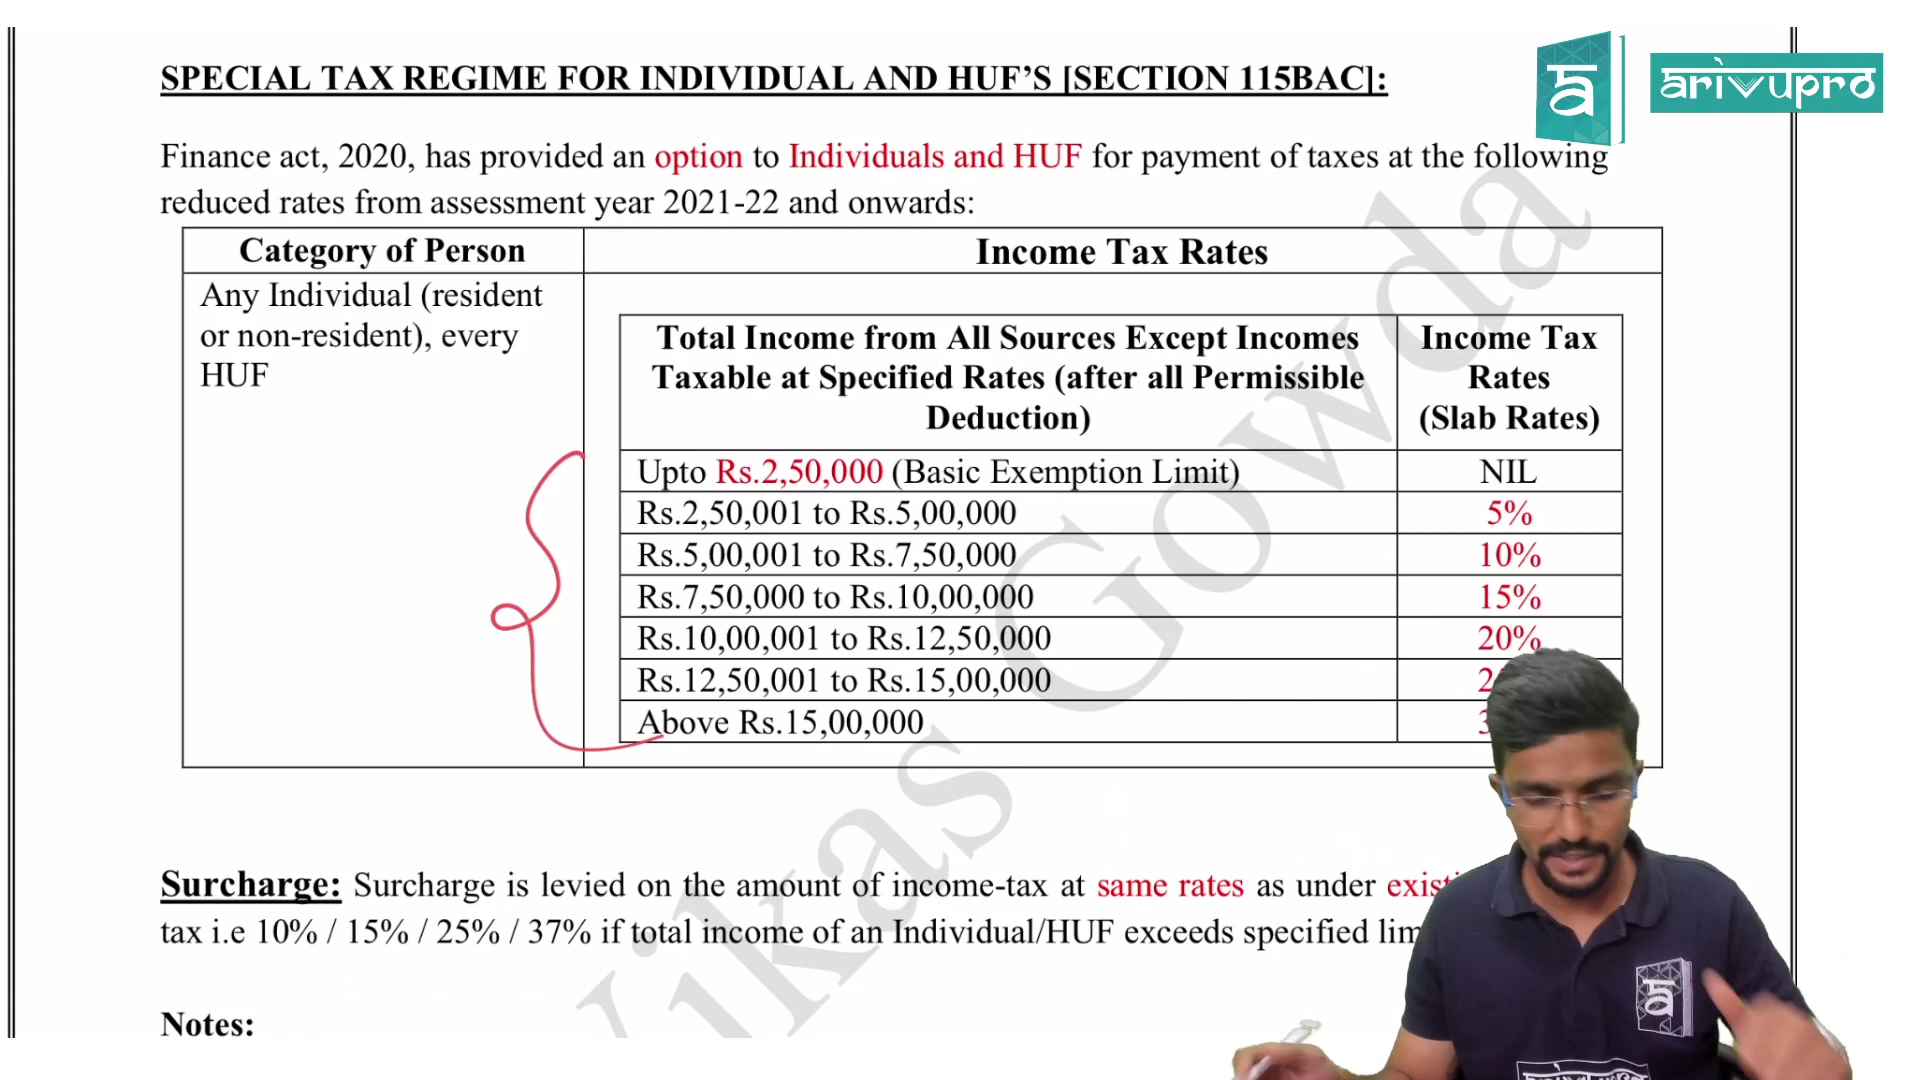 SPECIAL TAX REGIME FOR INDIVIDUAL AND HUF’S [SECTION 115BAC]:
arivupro
Finance act, 2020, has provided an option to Individuals and HUF for payment of taxes at the following
reduced rates from assessment year 2021-22 and onwards:
Category of Person
Income Tax Rates
Any Individual (resident
or non-resident), every
HUF
Total Income from All Sources Except Incomes
Taxable at Specified Rates (after all Permissible
Deduction)
Income Tax
Rates
(Slab Rates)
Upto Rs.2,50,000 (Basic Exemption Limit) NIL
Rs.2,50,001 to Rs.5,00,000 5%
Rs.5,00,001 to Rs.7,50,000 10%
Rs.7,50,000 to Rs.10,00,000 15%
Rs.10,00,001 to Rs.12,50,000 20%
Rs.12,50,001 to Rs.15,00,000
Above Rs.15,00,000
Surcharge: Surcharge is levied on the amount of income-tax at same rates as under
tax i.e 10% / 15% / 25% / 37% if total income of an Individual/HUF exceeds specified
Notes:
Vikas Gowda